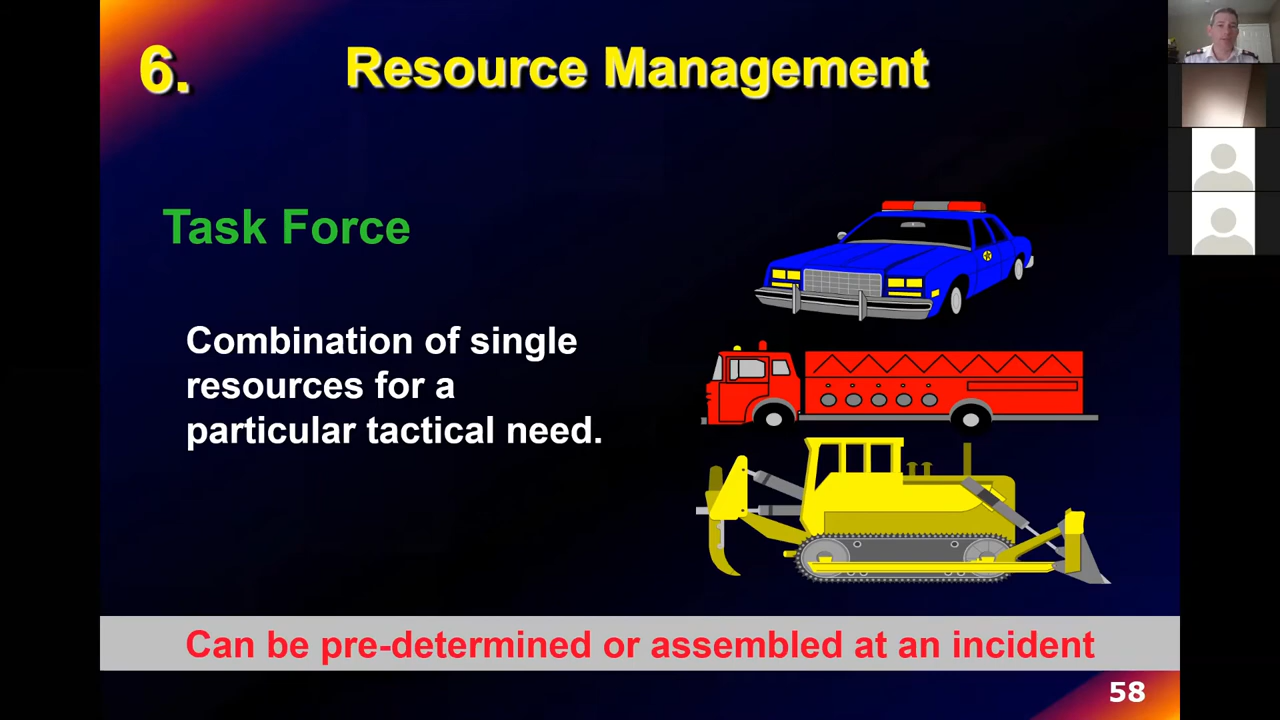 6.
Resource Management
Task Force
Combination of single
resources for a
particular tactical need.
Can be pre-determined or assembled at an incident
58